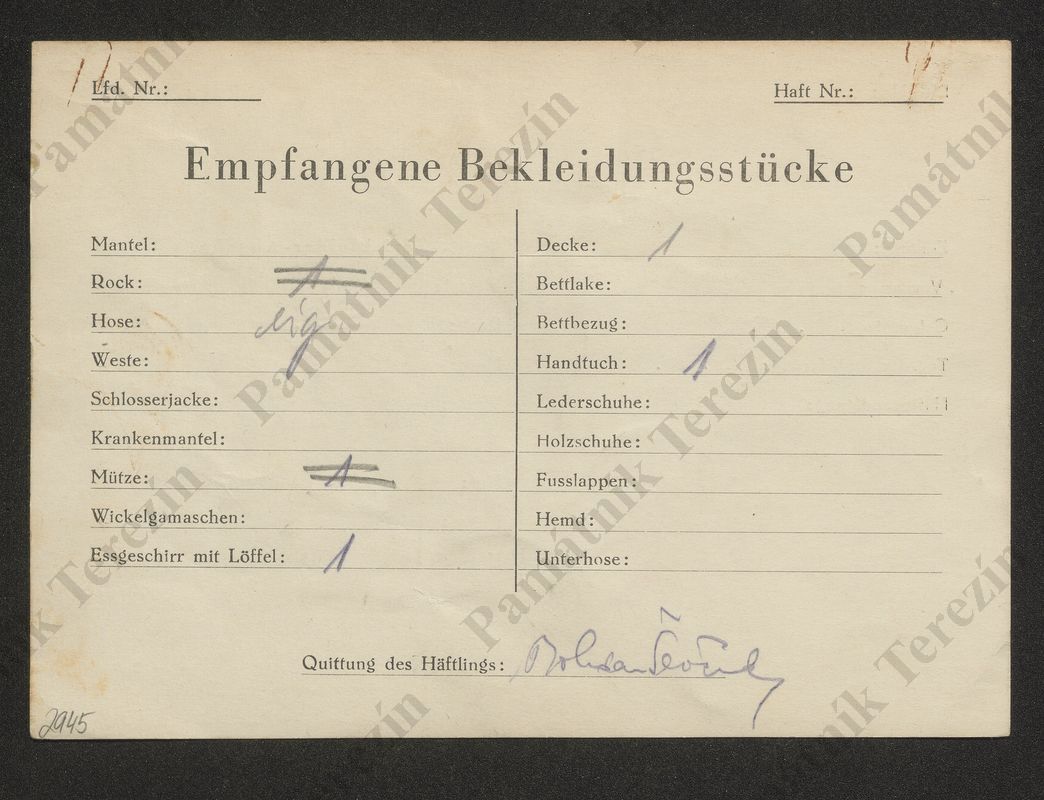 Lfd. Nr.:
Haft Nr.:
Empfangene Bekleidungsstücke
Mantel:
Rock: 1
Hose: eig
Weste:
Schlosserjacke:
Krankenmantel:
Mütze: 1
Wickelgamaschen:
Essgeschirr mit Löffel: 1
Decke: 1
Bettlake:
Bettbezug:
Handtuch: 1
Lederschuhe:
Holzschuhe:
Fusslappen:
Hemd:
Unterhose:
Quittung des Häftlings:
2945
Památník Terezín